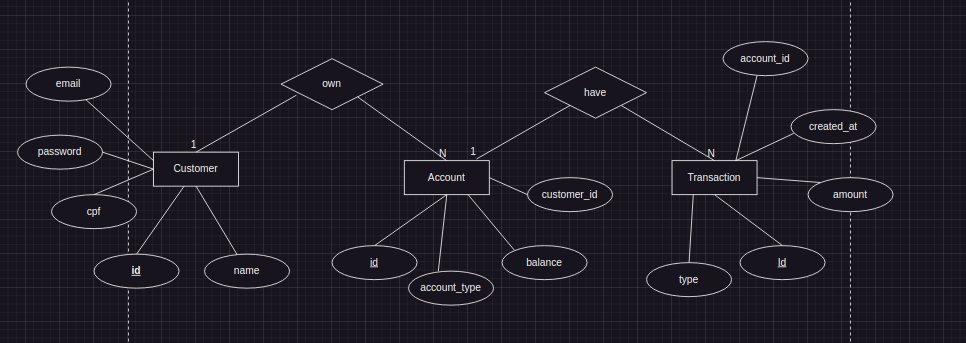 account_id
email
own
have
created_at
password
1
N
1
N
Customer
Account
Transaction
customer_id
amount
cpf
id
name
id
balance
Id
type
account_type